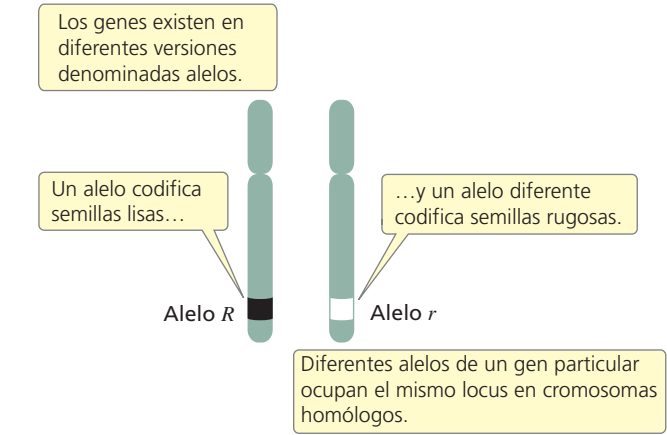 Los genes existen en
diferentes versiones
denominadas alelos.
Un alelo codifica
semillas lisas…
…y un alelo diferente
codifica semillas rugosas.
Alelo R
Alelo r
Diferentes alelos de un gen particular
ocupan el mismo locus en cromosomas
homólogos.